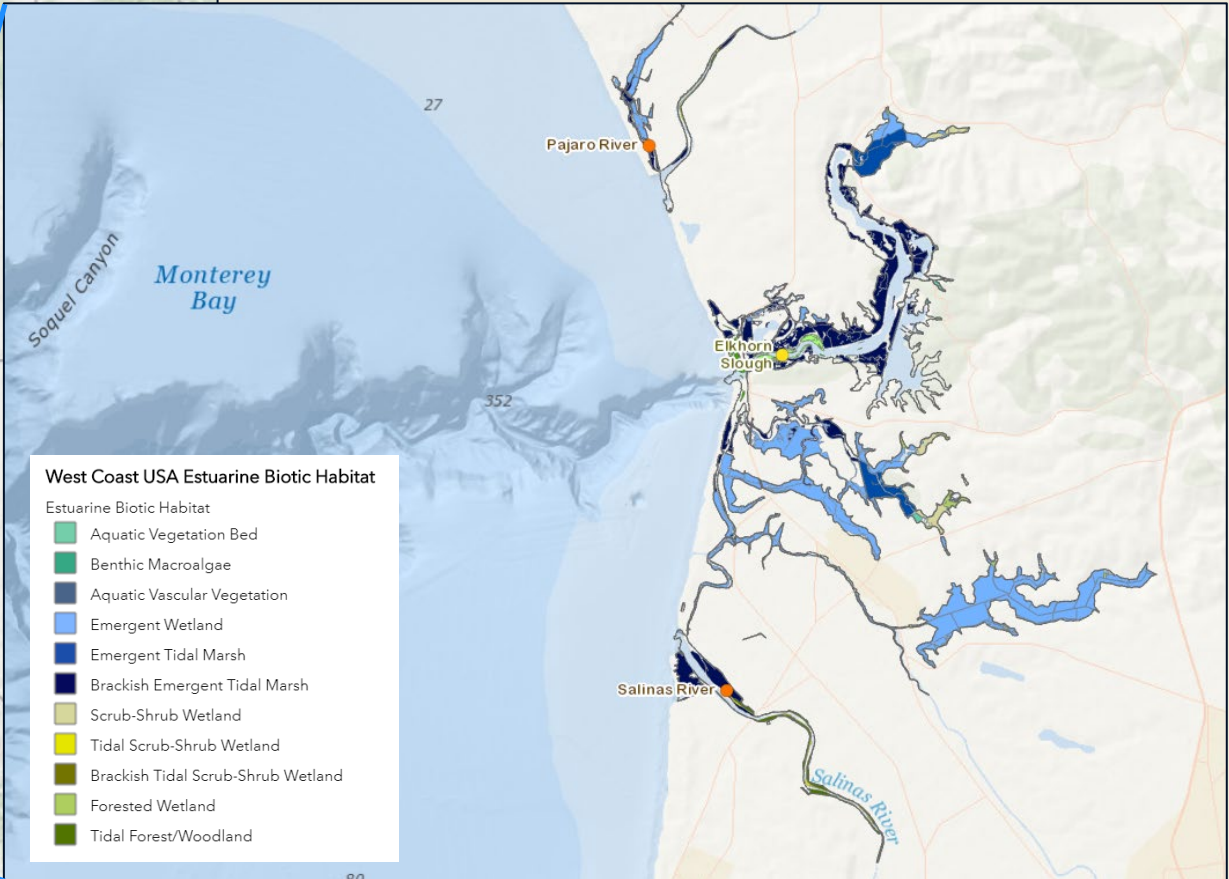 27
Pajaro River
Soquel Canyon
Monterey
Bay
Elkhorn
Slough
352
West Coast USA Estuarine Biotic Habitat
Estuarine Biotic Habitat
Aquatic Vegetation Bed
Benthic Macroalgae
Aquatic Vascular Vegetation
Emergent Wetland
Emergent Tidal Marsh
Brackish Emergent Tidal Marsh
Scrub-Shrub Wetland
Tidal Scrub-Shrub Wetland
Brackish Tidal Scrub-Shrub Wetland
Forested Wetland
Tidal Forest/Woodland
Salinas River
Salinas River